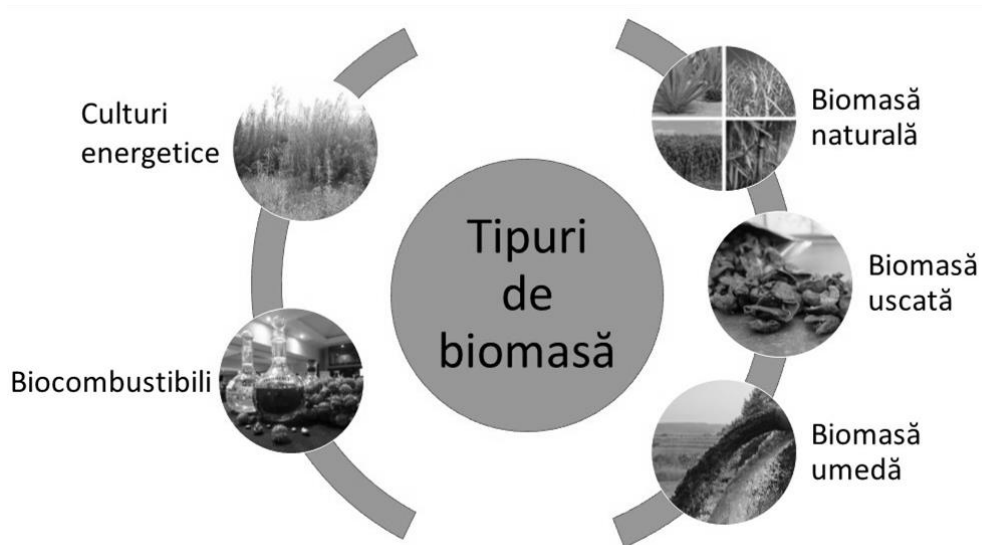 Tipuri
de
biomasă
Biomasă
naturală
Biomasă
uscată
Biomasă
umedă
Biocombustibili
Culturi
energetice